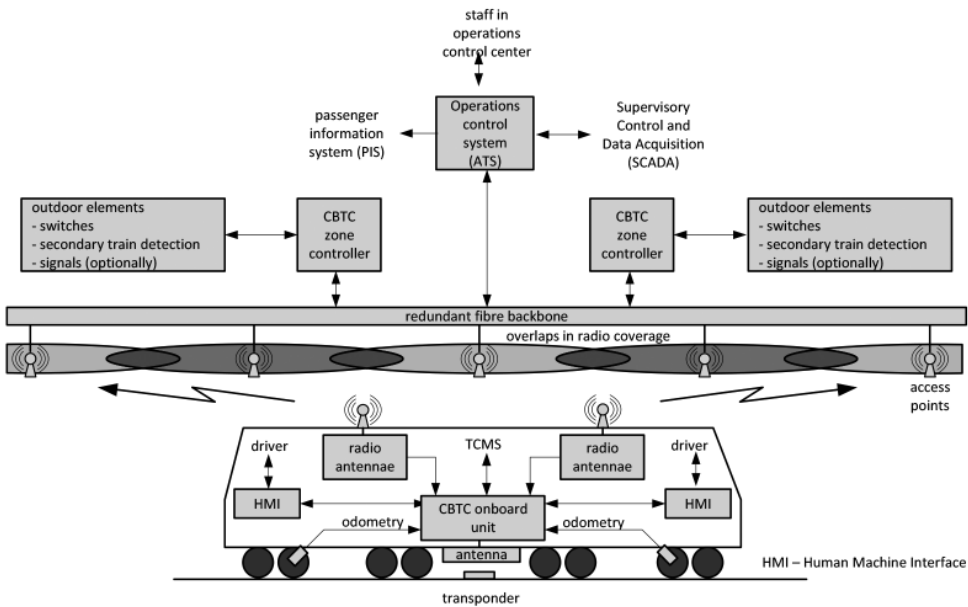 staff in
operations
control center
passenger
information
system (PIS)
Operations
control
system
(ATS)
Supervisory
Control and
Data Acquisition
(SCADA)
outdoor elements
- switches
- secondary train detection
- signals (optionally)
CBTC
zone
controller
CBTC
zone
controller
outdoor elements
- switches
- secondary train detection
- signals (optionally)
redundant fibre backbone
overlaps in radio coverage
access
points
driver
radio
antennae
TCMS
radio
antennae
driver
HMI
CBTC onboard
unit
HMI
odometry
odometry
antenna
HMI – Human Machine Interface
transponder